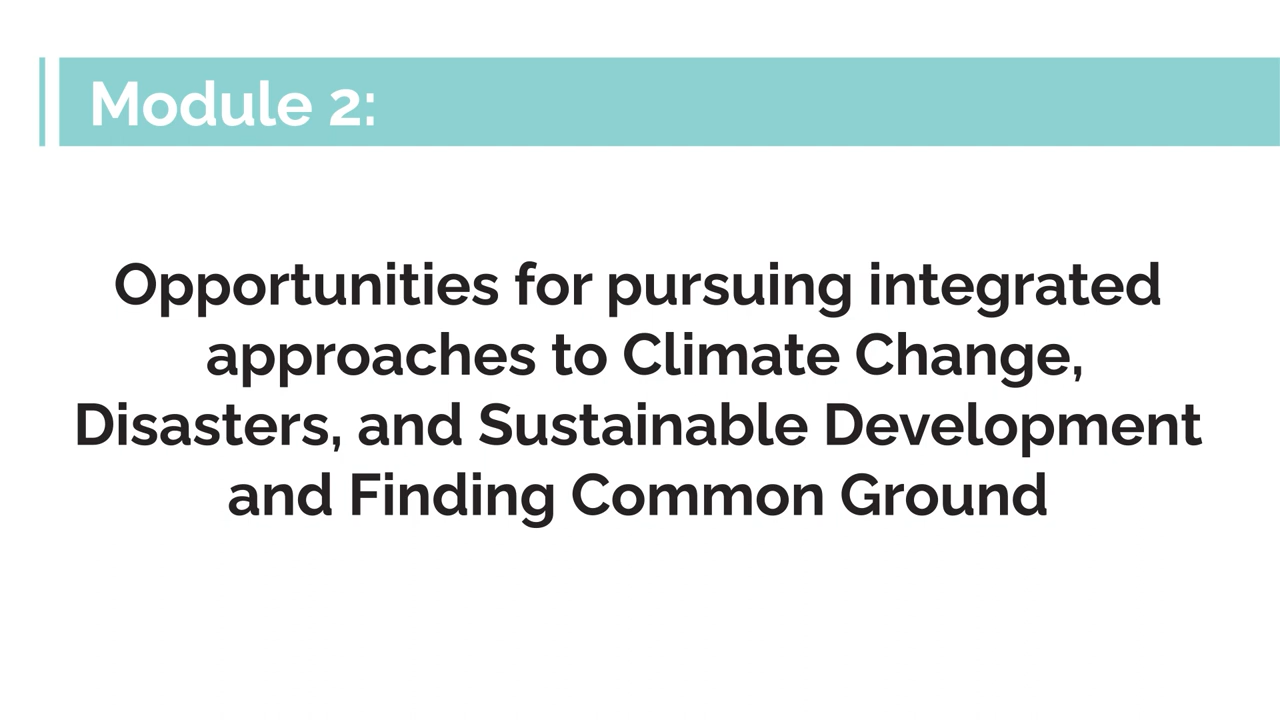 Module 2:
Opportunities for pursuing integrated
approaches to Climate Change,
Disasters, and Sustainable Development
and Finding Common Ground